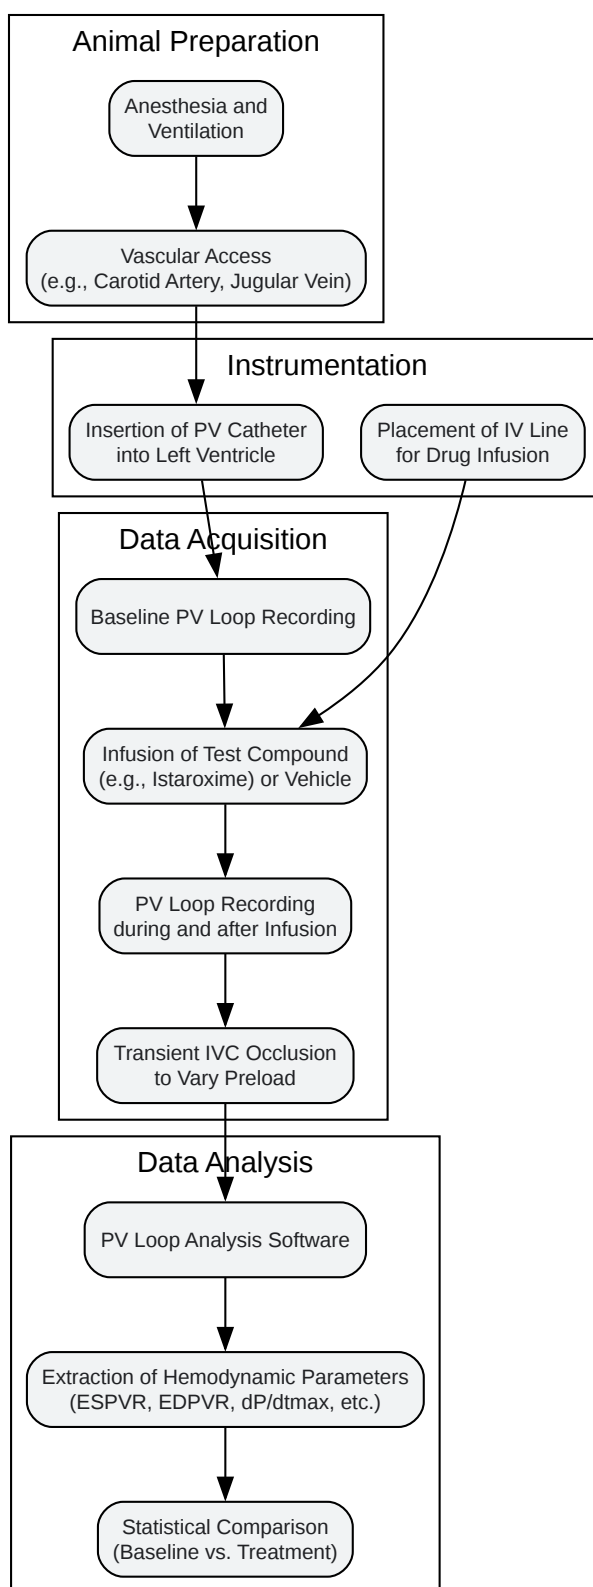 Animal Preparation
Anesthesia and
Ventilation
Vascular Access
(e.g., Carotid Artery, Jugular Vein)
Instrumentation
Insertion of PV Catheter
into Left Ventricle
Placement of IV Line
for Drug Infusion
Data Acquisition
Baseline PV Loop Recording
Infusion of Test Compound
(e.g., Istaroxime) or Vehicle
PV Loop Recording
during and after Infusion
Transient IVC Occlusion
to Vary Preload
Data Analysis
PV Loop Analysis Software
Extraction of Hemodynamic Parameters
(ESPVR, EDPVR, dP/dtmax, etc.)
Statistical Comparison
(Baseline vs. Treatment)